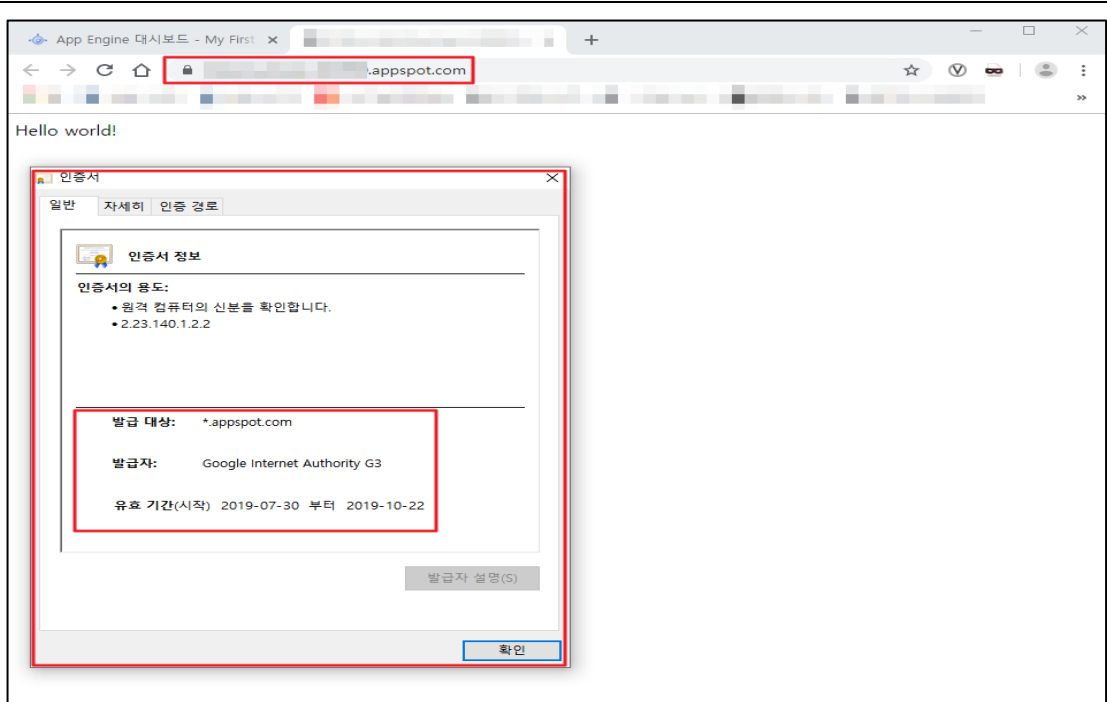 App Engine 대시보드 - My First
.appspot.com
Hello world!
인증서
일반 자세히 인증 경로
인증서 정보
인증서의 용도:
• 원격 컴퓨터의 신분을 확인합니다.
• 2.23.140.1.2.2
발급 대상: *.appspot.com
발급자: Google Internet Authority G3
유효 기간(시작) 2019-07-30 부터 2019-10-22
발급자 설명(S)
확인